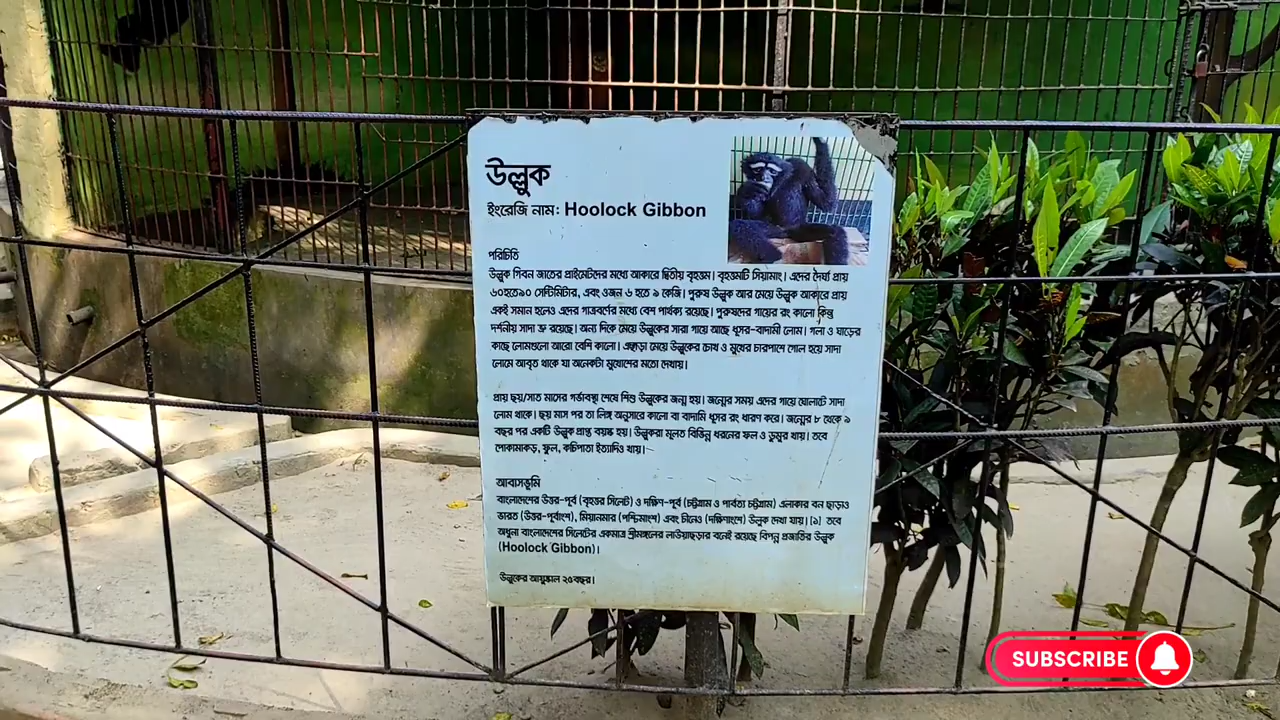 উল্লুক
ইংরেজি নাম: Hoolock Gibbon
পরিচিতি
উল্লুক গিবন জাতের প্রাইমেটদের মধ্যে আকারে দ্বিতীয় বৃহত্তম। বৃহত্তমটি সিয়ামাং। এদের দৈর্ঘ্য প্রায়
৬০হতে৯০ সেন্টিমিটার, এবং ওজন ৬ হতে ৯ কেজি। পুরুষ উল্লুক আর মেয়ে উল্লুক আকারে প্রায়
একই সমান হলেও এদের গাত্রবর্ণের মধ্যে বেশ পার্থক্য রয়েছে। পুরুষদের গায়ের রং কালো কিন্তু
দর্শনীয় সাদা ভ্রু রয়েছে। অন্য দিকে মেয়ে উল্লুকের সারা গায়ে আছে ধূসর-বাদামী লোম। গলা ও ঘাড়ের
কাছে লোমগুলো আরো বেশি কালো। এছাড়া মেয়ে উল্লুকের চোখ ও মুখের চারপাশে গোল হয়ে সাদা
লোমে আবৃত থাকে যা অনেকটা মুখোশের মতো দেখায়।
প্রায় ছয়/সাত মাসের গর্ভাবস্থা শেষে শিশু উল্লুকের জন্ম হয়। জন্মের সময় এদের গায়ে ঘোলাটে সাদা
লোম থাকে। ছয় মাস পর তা লিঙ্গ অনুসারে কালো বা বাদামি ধূসর রং ধারণ করে। জন্মের ৮ থেকে ৯
বছর পর একটি উল্লুক প্রাপ্ত বয়স্ক হয়। উল্লুকরা মূলত বিভিন্ন ধরনের ফল ও ডুমুর খায়। তবে
পোকামাকড়, ফুল, কচিপাতা ইত্যাদিও খায়।
আবাসভূমি
বাংলাদেশের উত্তর-পূর্ব (বৃহত্তর সিলেট) ও দক্ষিণ-পূর্ব (চট্টগ্রাম ও পার্বত্য চট্টগ্রাম) এলাকার বন ছাড়াও
ভারত (উত্তর-পূর্বাংশ), মিয়ানমার (পশ্চিমাংশ) এবং চীনেও (দক্ষিণাংশে) উল্লুক দেখা যায়।[১] তবে
অধুনা বাংলাদেশের সিলেটের একমাত্র শ্রীমঙ্গলের লাউয়াছড়ার বনেই রয়েছে বিপন্ন প্রজাতির উল্লুক
(Hoolock Gibbon)।
উল্লুকের আয়ুষ্কাল ২৫বছর।
SUBSCRIBE